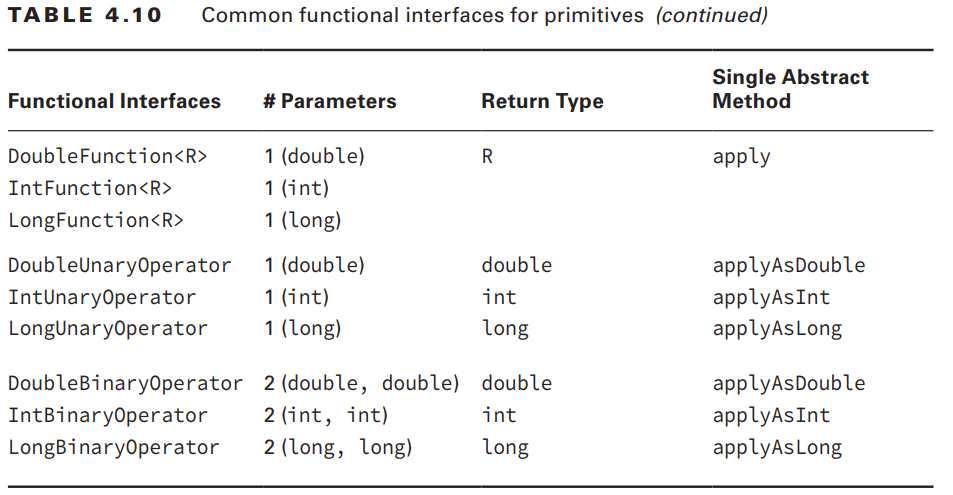 TABLE 4.10 Common functional interfaces for primitives (continued)
Single Abstract
Functional Interfaces # Parameters Return Type Method
DoubleFunction<R> 1 (double) R apply
IntFunction<R> 1 (int)
LongFunction<R> 1 (long)
DoubleUnaryOperator 1 (double) double applyAsDouble
IntUnaryOperator 1 (int) int applyAsInt
LongUnaryOperator 1 (long) long applyAsLong
DoubleBinaryOperator 2 (double, double) double applyAsDouble
IntBinaryOperator 2 (int, int) int applyAsInt
LongBinaryOperator 2 (long, long) long applyAsLong